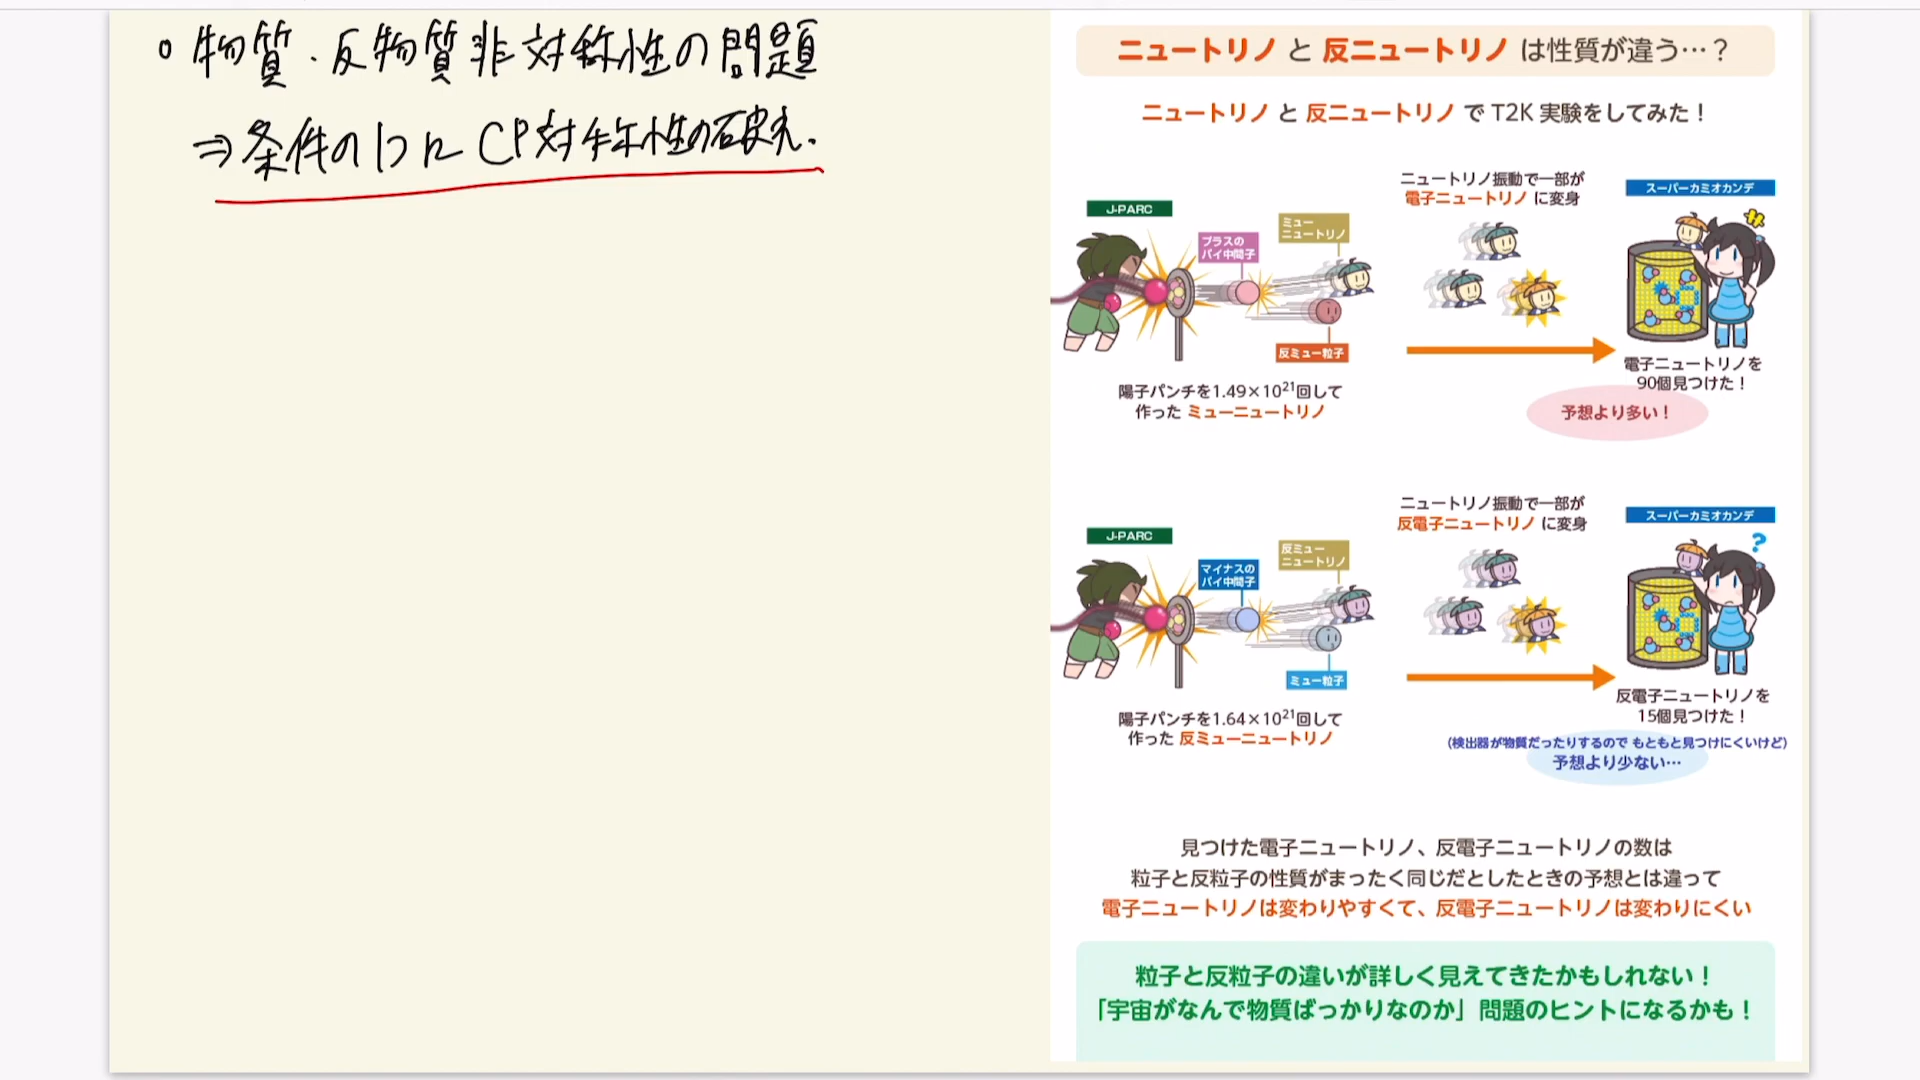 物質・反物質非対称性の問題
⇒条件の1つにCP対称性の破れ.
ニュートリノ と 反ニュートリノ は性質が違う…？
ニュートリノ と 反ニュートリノ で T2K 実験をしてみた！
J-PARC
プラスの
パイ中間子
ミュー
ニュートリノ
反ミュー粒子
陽子パンチを1.49×10²¹回して
作った ミューニュートリノ
ニュートリノ振動で一部が
電子ニュートリノ に変身
スーパーカミオカンデ
電子ニュートリノを
90個見つけた！
予想より多い！
J-PARC
マイナスの
パイ中間子
反ミュー
ニュートリノ
ミュー粒子
陽子パンチを1.64×10²¹回して
作った 反ミューニュートリノ
ニュートリノ振動で一部が
反電子ニュートリノ に変身
スーパーカミオカンデ
?
反電子ニュートリノを
15個見つけた！
(検出器が物質だったりするので もともと見つけにくいけど)
予想より少ない…
見つけた電子ニュートリノ、反電子ニュートリノの数は
粒子と反粒子の性質がまったく同じだとしたときの予想とは違って
電子ニュートリノは変わりやすくて、反電子ニュートリノは変わりにくい
粒子と反粒子の違いが詳しく見えてきたかもしれない！
「宇宙がなんで物質ばっかりなのか」問題のヒントになるかも！